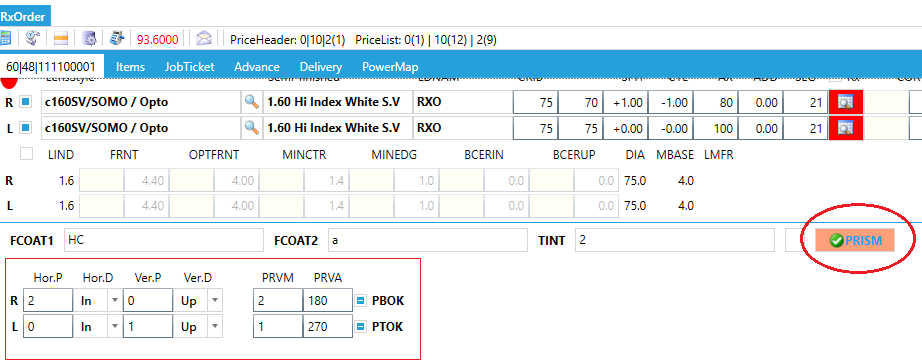 RxOrder
93.6000 PriceHeader: 0|10|2(1) PriceList: 0(1) | 10(12) | 2(9)
60|48|111100001 Items JobTicket Advance Delivery PowerMap
R c160SV/SOMO / Opto 1.60 Hi Index White S.V RXO 75 70 +1.00 -1.00 80 0.00 21
L c160SV/SOMO / Opto 1.60 Hi Index White S.V RXO 75 75 +0.00 -0.00 100 0.00 21
LIND FRNT OPTFRNT MINCTR MINEDG BCERIN BCERUP DIA MBASE LMFR
R 1.6 4.40 4.00 1.4 1.0 0.0 0.0 75.0 4.0
L 1.6 4.40 4.00 1.4 1.0 0.0 0.0 75.0 4.0
FCOAT1 HC FCOAT2 a TINT 2 PRISM
Hor.P Hor.D Ver.P Ver.D PRVM PRVA
R 2 In 0 Up 2 180 PBOK
L 0 In 1 Up 1 270 PTOK